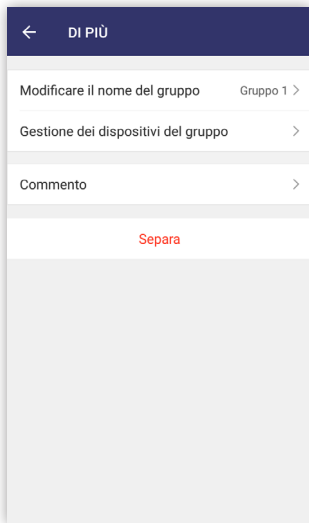 DI PIÙ
Modificare il nome del gruppo Gruppo 1
Gestione dei dispositivi del gruppo
Commento
Separa